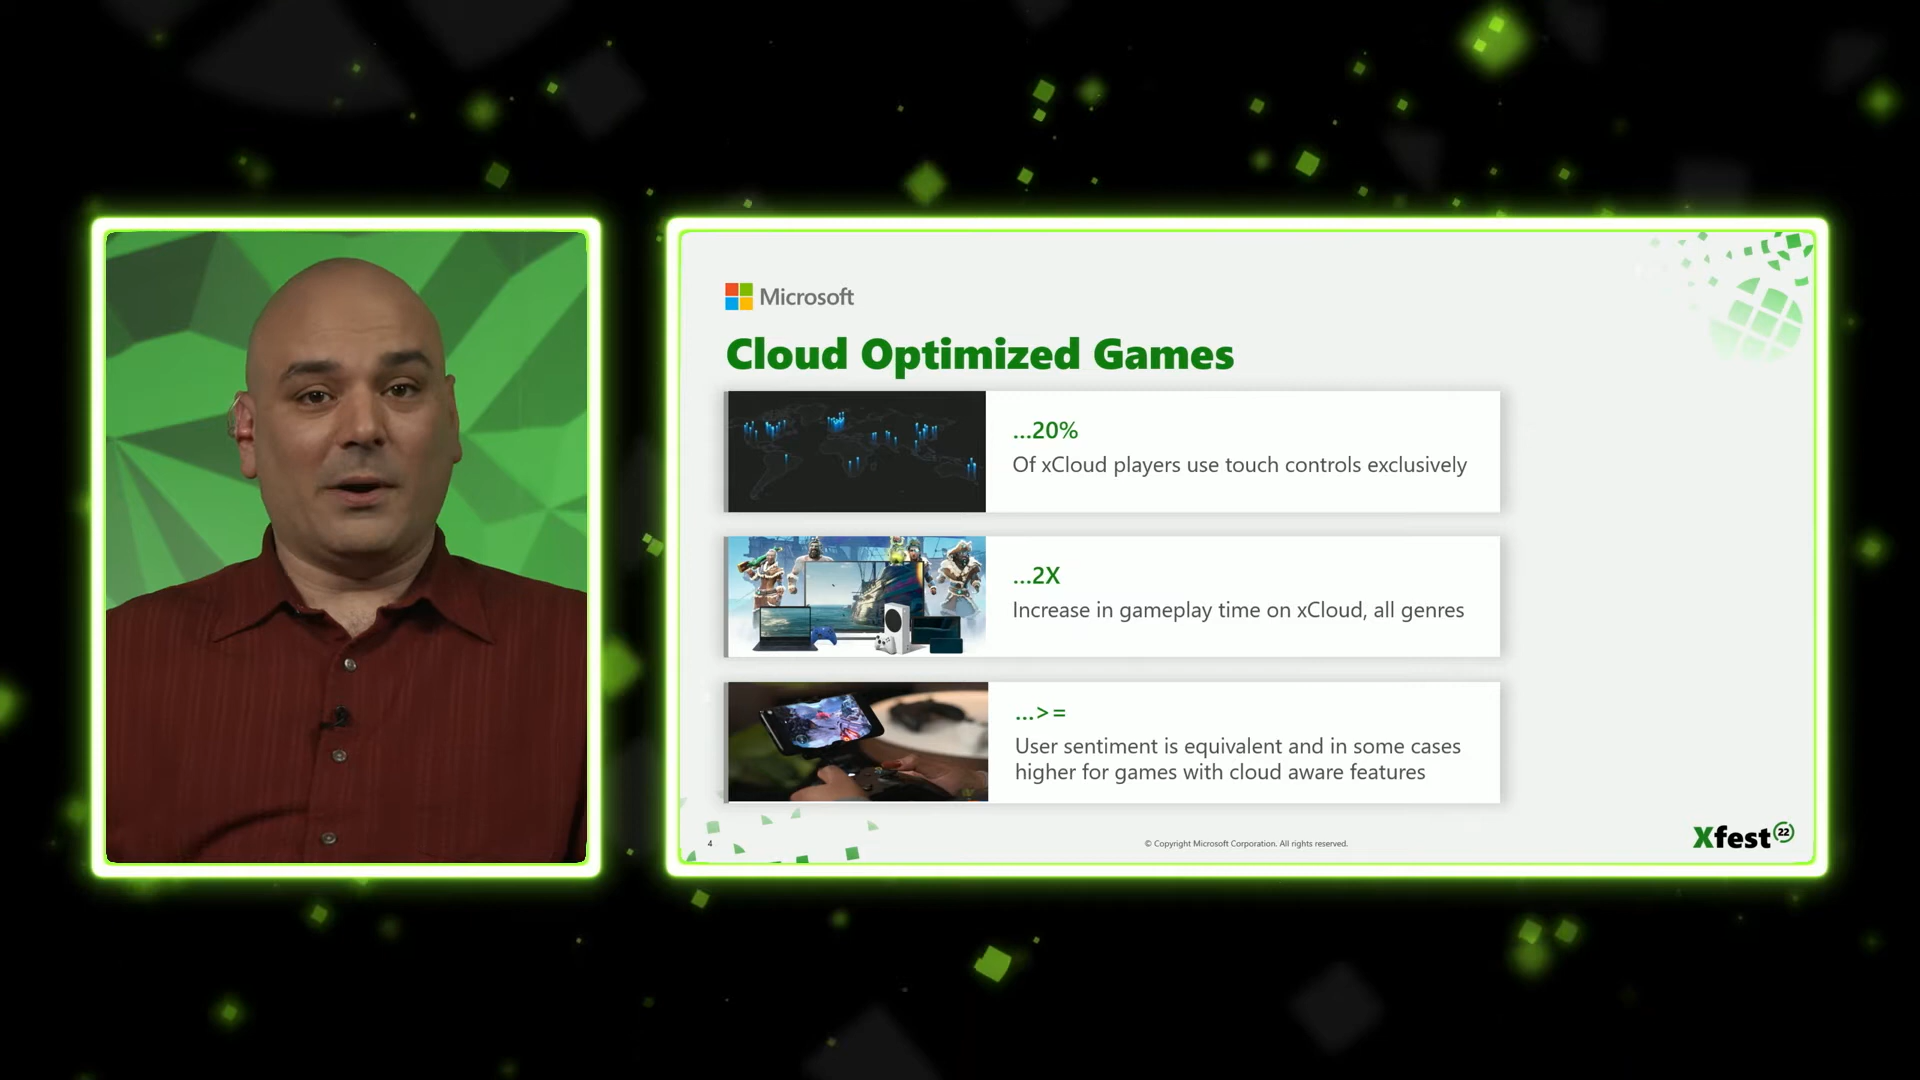 Microsoft
Cloud Optimized Games
...20%
Of xCloud players use touch controls exclusively
...2X
Increase in gameplay time on xCloud, all genres
...>=
User sentiment is equivalent and in some cases
higher for games with cloud aware features
4
© Copyright Microsoft Corporation. All rights reserved.
Xfest 22